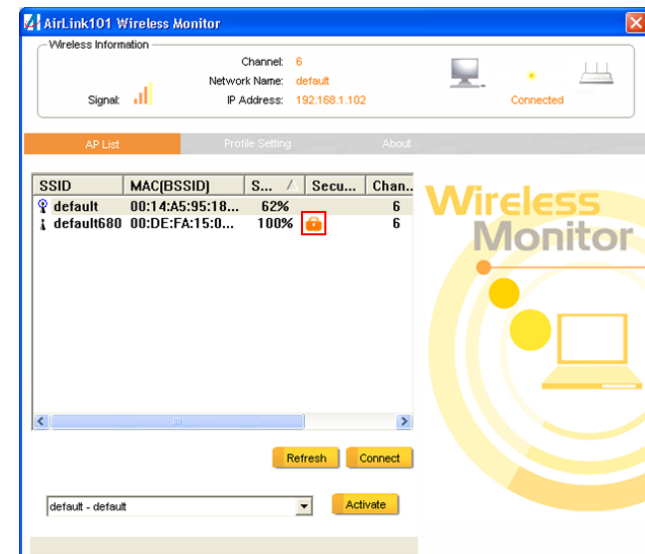 AirLink101 Wireless Monitor
Wireless Information
Channel: 6
Network Name: default
Signal: IP Address: 192.168.1.102
Connected
AP List Profile Setting About
SSID MAC(BSSID) S... Secu... Chan..
default 00:14:A5:95:18... 62% 6
default680 00:DE:FA:15:0... 100% 6
Wireless
Monitor
Refresh Connect
default - default Activate